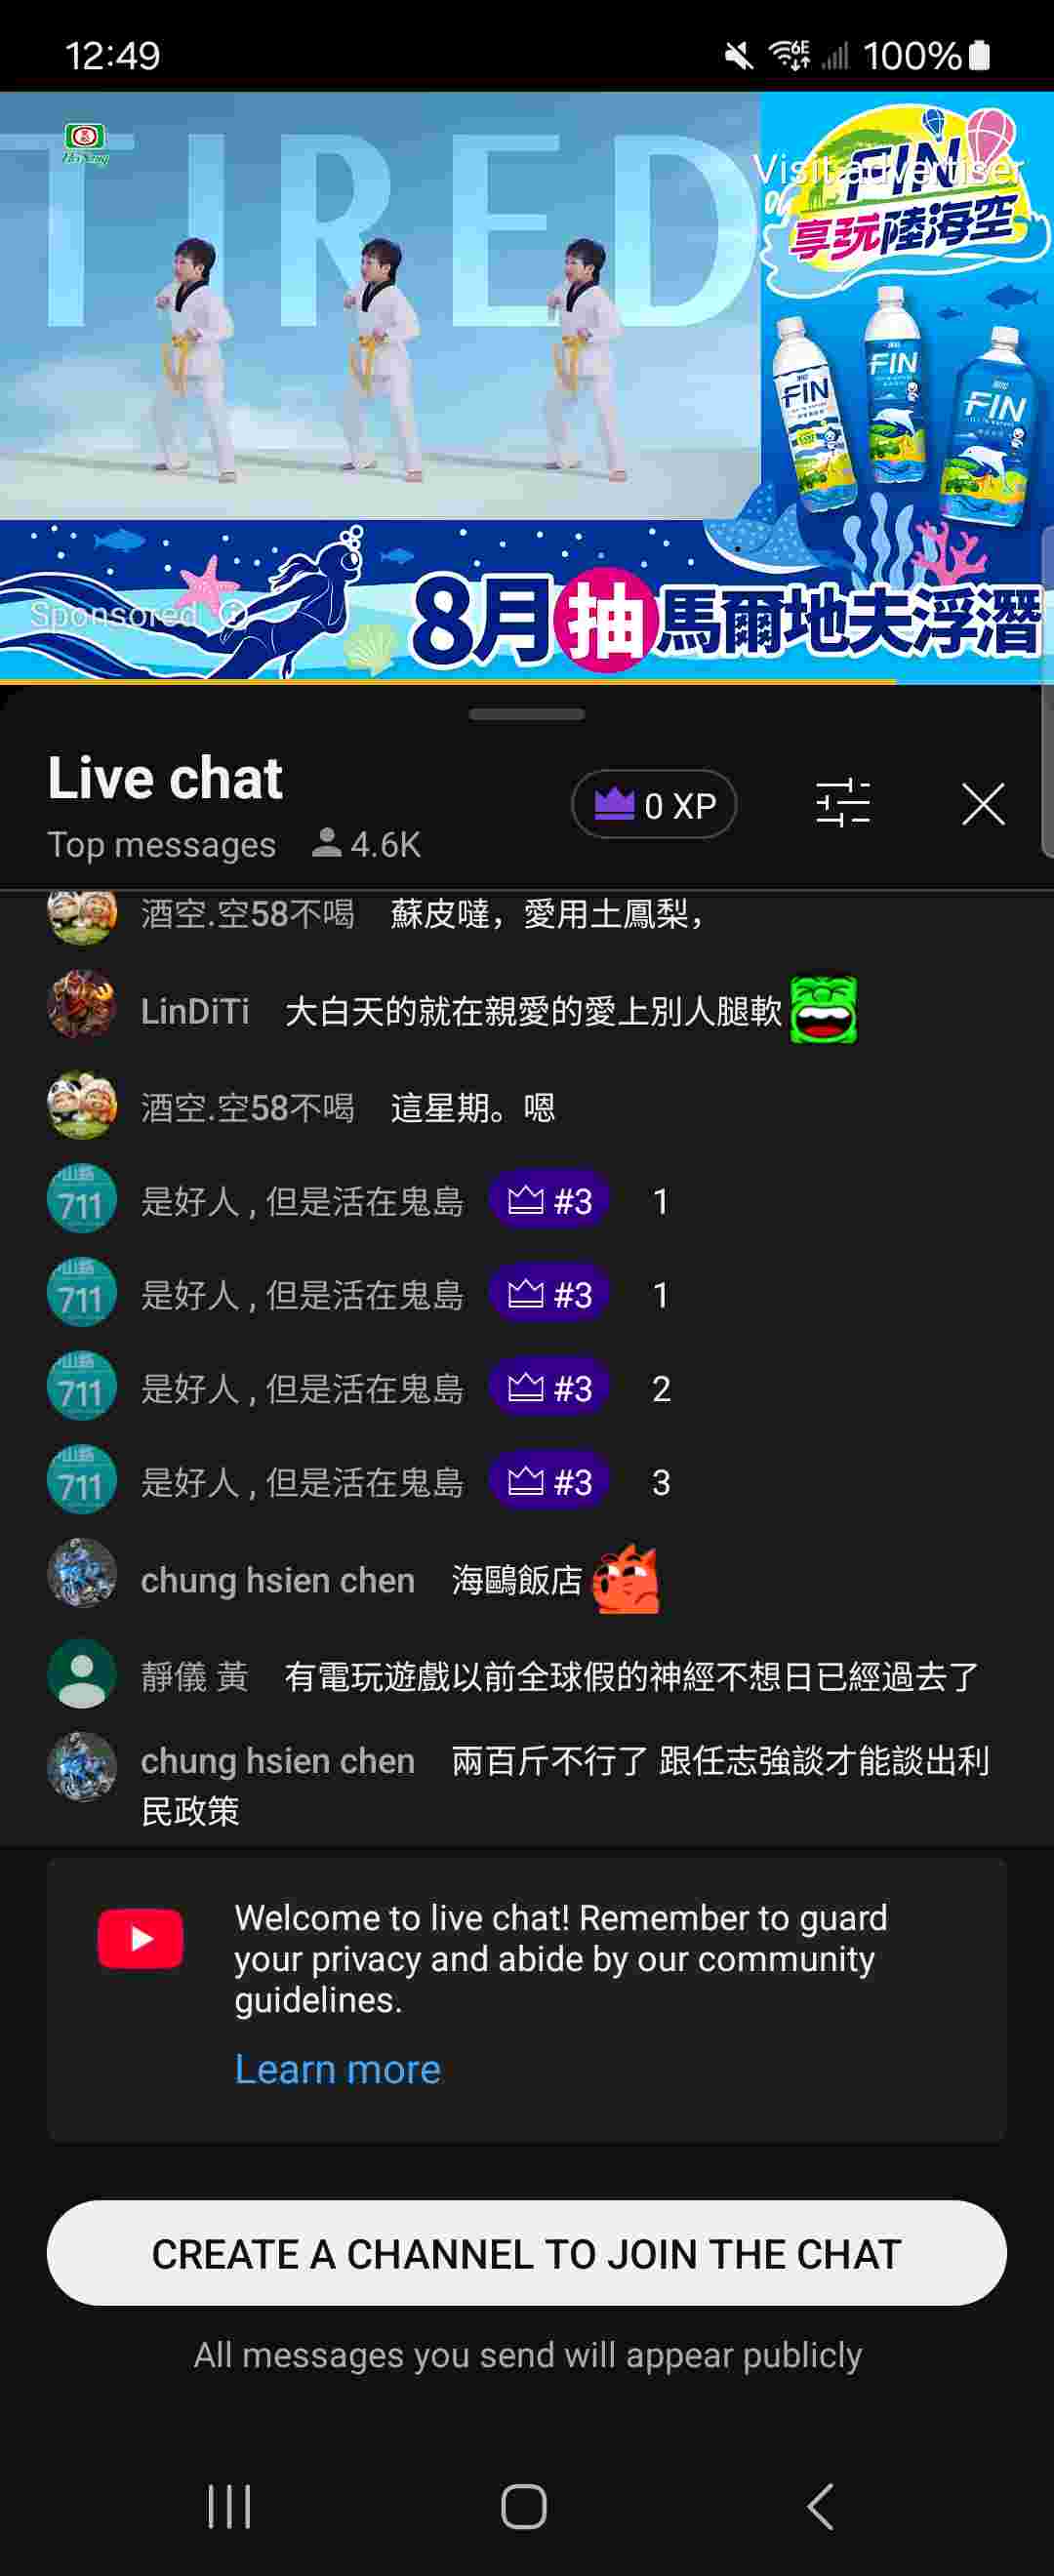 12:49
6E
100%
TIRED
HeySong
Visit advertiser
FIN
享玩陸海空
FIN
FIN
FIN
Sponsored
8月抽馬爾地夫浮潛
Live chat
0 XP
Top messages 4.6K
酒空.空58不喝 蘇皮噠，愛用土鳳梨，
LinDiTi 大白天的就在親愛的愛上別人腿軟
酒空.空58不喝 這星期。嗯
711
是好人 , 但是活在鬼島 #3 1
711
是好人 , 但是活在鬼島 #3 1
711
是好人 , 但是活在鬼島 #3 2
711
是好人 , 但是活在鬼島 #3 3
chung hsien chen 海鷗飯店
靜儀 黃 有電玩遊戲以前全球假的神經不想日已經過去了
chung hsien chen 兩百斤不行了 跟任志強談才能談出利
民政策
Welcome to live chat! Remember to guard
your privacy and abide by our community
guidelines.
Learn more
CREATE A CHANNEL TO JOIN THE CHAT
All messages you send will appear publicly